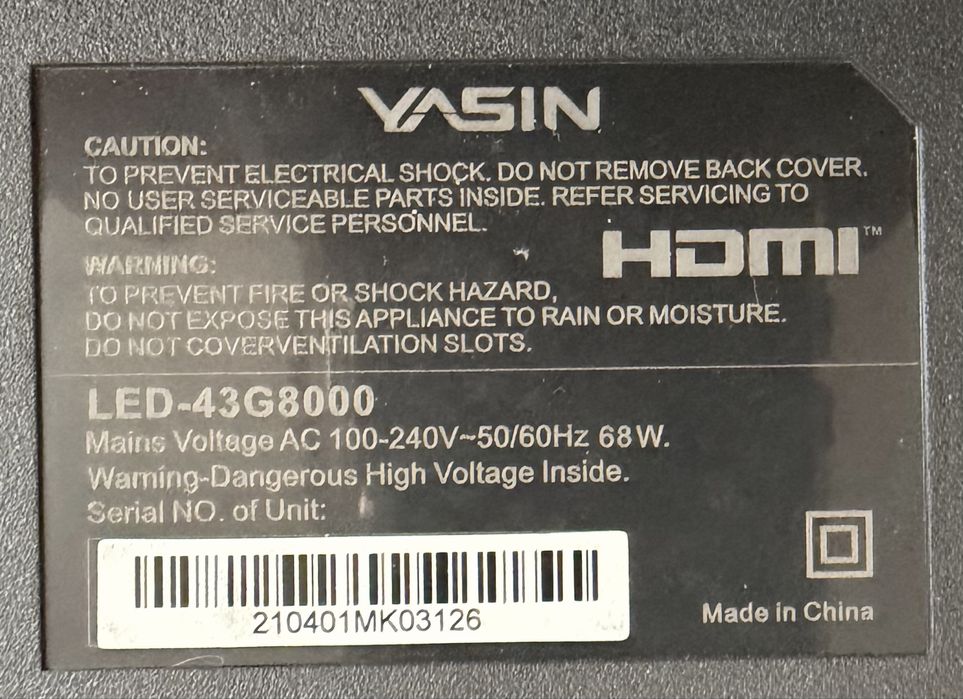 YASIN
CAUTION:
TO PREVENT ELECTRICAL SHOCK. DO NOT REMOVE BACK COVER.
NO USER SERVICEABLE PARTS INSIDE. REFER SERVICING TO
QUALIFIED SERVICE PERSONNEL.
HDMI™
WARNING:
TO PREVENT FIRE OR SHOCK HAZARD,
DO NOT EXPOSE THIS APPLIANCE TO RAIN OR MOISTURE.
DO NOT COVERVENTILATION SLOTS.
LED-43G8000
Mains Voltage AC 100-240V~50/60Hz 68W.
Warning-Dangerous High Voltage Inside.
Serial NO. of Unit:
210401MK03126
Made in China